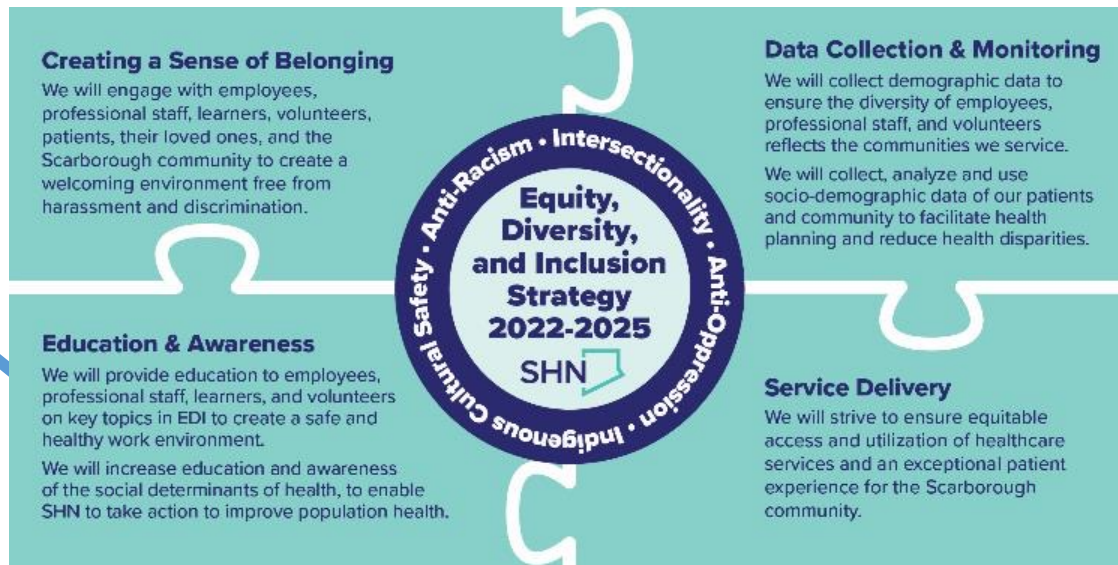 Creating a Sense of Belonging
We will engage with employees,
professional staff, learners, volunteers,
patients, their loved ones, and the
Scarborough community to create a
welcoming environment free from
harassment and discrimination.
Data Collection & Monitoring
We will collect demographic data to
ensure the diversity of employees,
professional staff, and volunteers
reflects the communities we service.
We will collect, analyze and use
socio-demographic data of our patients
and community to facilitate health
planning and reduce health disparities.
Anti-Racism • Intersectionality • Anti-Oppression • Indigenous Cultural Safety •
Equity,
Diversity,
and Inclusion
Strategy
2022-2025
SHN
Education & Awareness
We will provide education to employees,
professional staff, learners, and volunteers
on key topics in EDI to create a safe and
healthy work environment.
We will increase education and awareness
of the social determinants of health, to enable
SHN to take action to improve population health.
Service Delivery
We will strive to ensure equitable
access and utilization of healthcare
services and an exceptional patient
experience for the Scarborough
community.